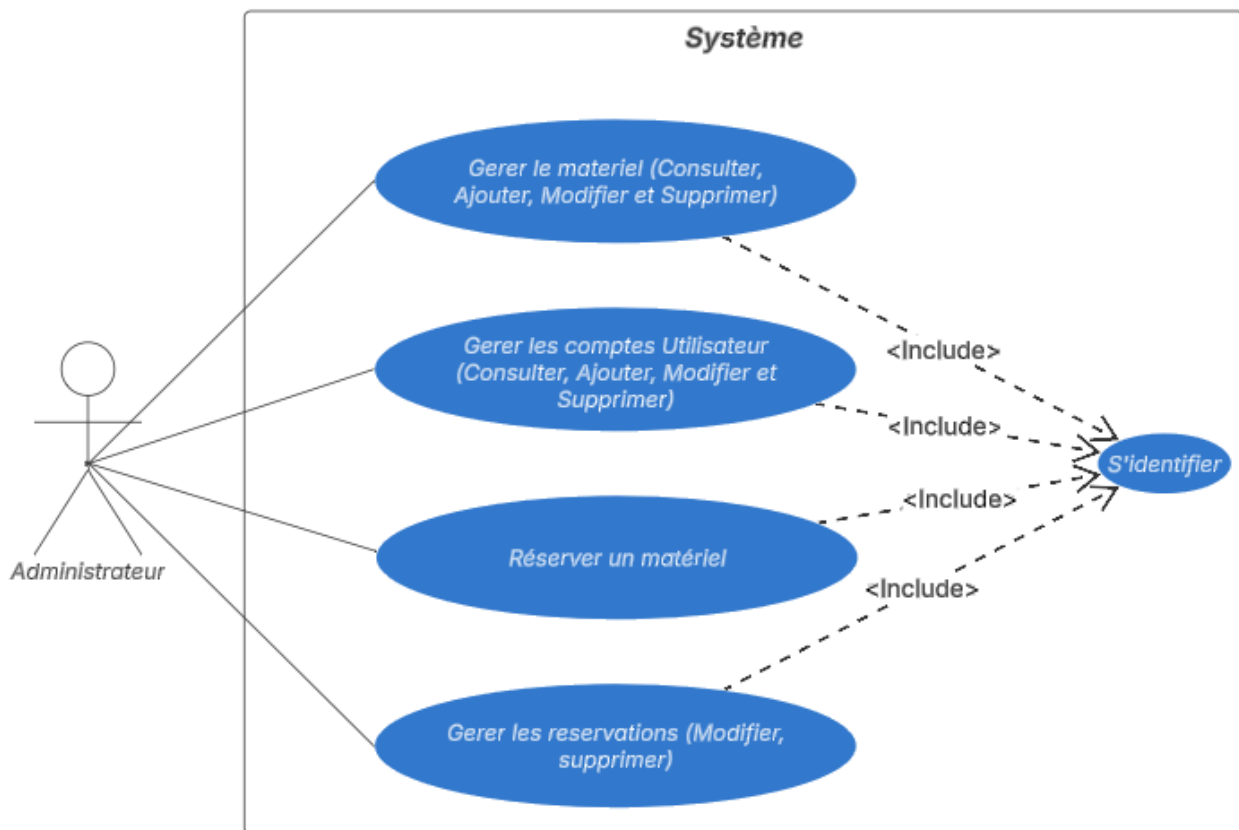 Système
Gerer le materiel (Consulter,
Ajouter, Modifier et Supprimer)
<Include>
Gerer les comptes Utilisateur
(Consulter, Ajouter, Modifier et
Supprimer)
<Include>
S'identifier
<Include>
Réserver un matériel
Administrateur
<Include>
Gerer les reservations (Modifier,
supprimer)